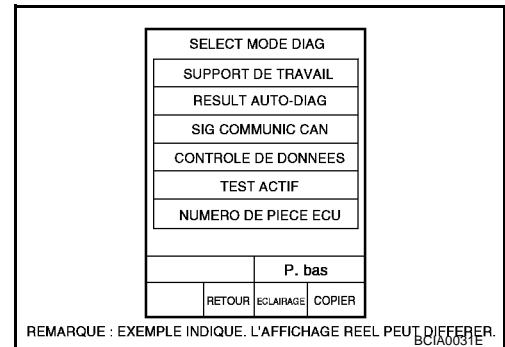 SELECT MODE DIAG
SUPPORT DE TRAVAIL
RESULT AUTO-DIAG
SIG COMMUNIC CAN
CONTROLE DE DONNEES
TEST ACTIF
NUMERO DE PIECE ECU
P. bas
RETOUR ECLAIRAGE COPIER
REMARQUE : EXEMPLE INDIQUE. L'AFFICHAGE REEL PEUT DIFFERER.
BCIA0031E